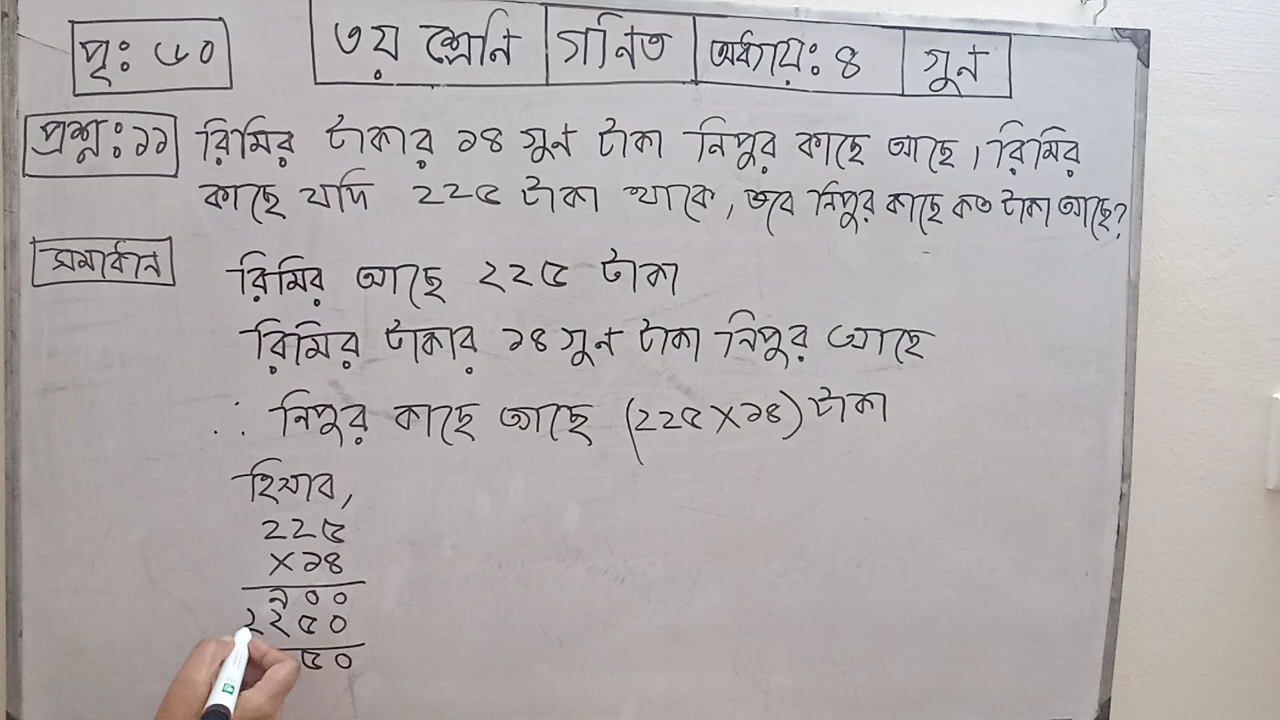 পৃঃ ৫০
৩য় শ্রেনি গনিত অধ্যায়ঃ ৪ গুন
প্রশ্ন:১১ রিমির টাকার ১৪ গুন টাকা নিপুর কাছে আছে, রিমির
কাছে যদি ২২৫ টাকা থাকে, তবে নিপুর কাছে কত টাকা আছে?
সমাধান রিমির আছে ২২৫ টাকা
রিমির টাকার ১৪ গুন টাকা নিপুর আছে
∴ নিপুর কাছে আছে (২২৫×১৪) টাকা
হিসাব,
২২৫
×১৪
৯০০
২২৫০
৫০